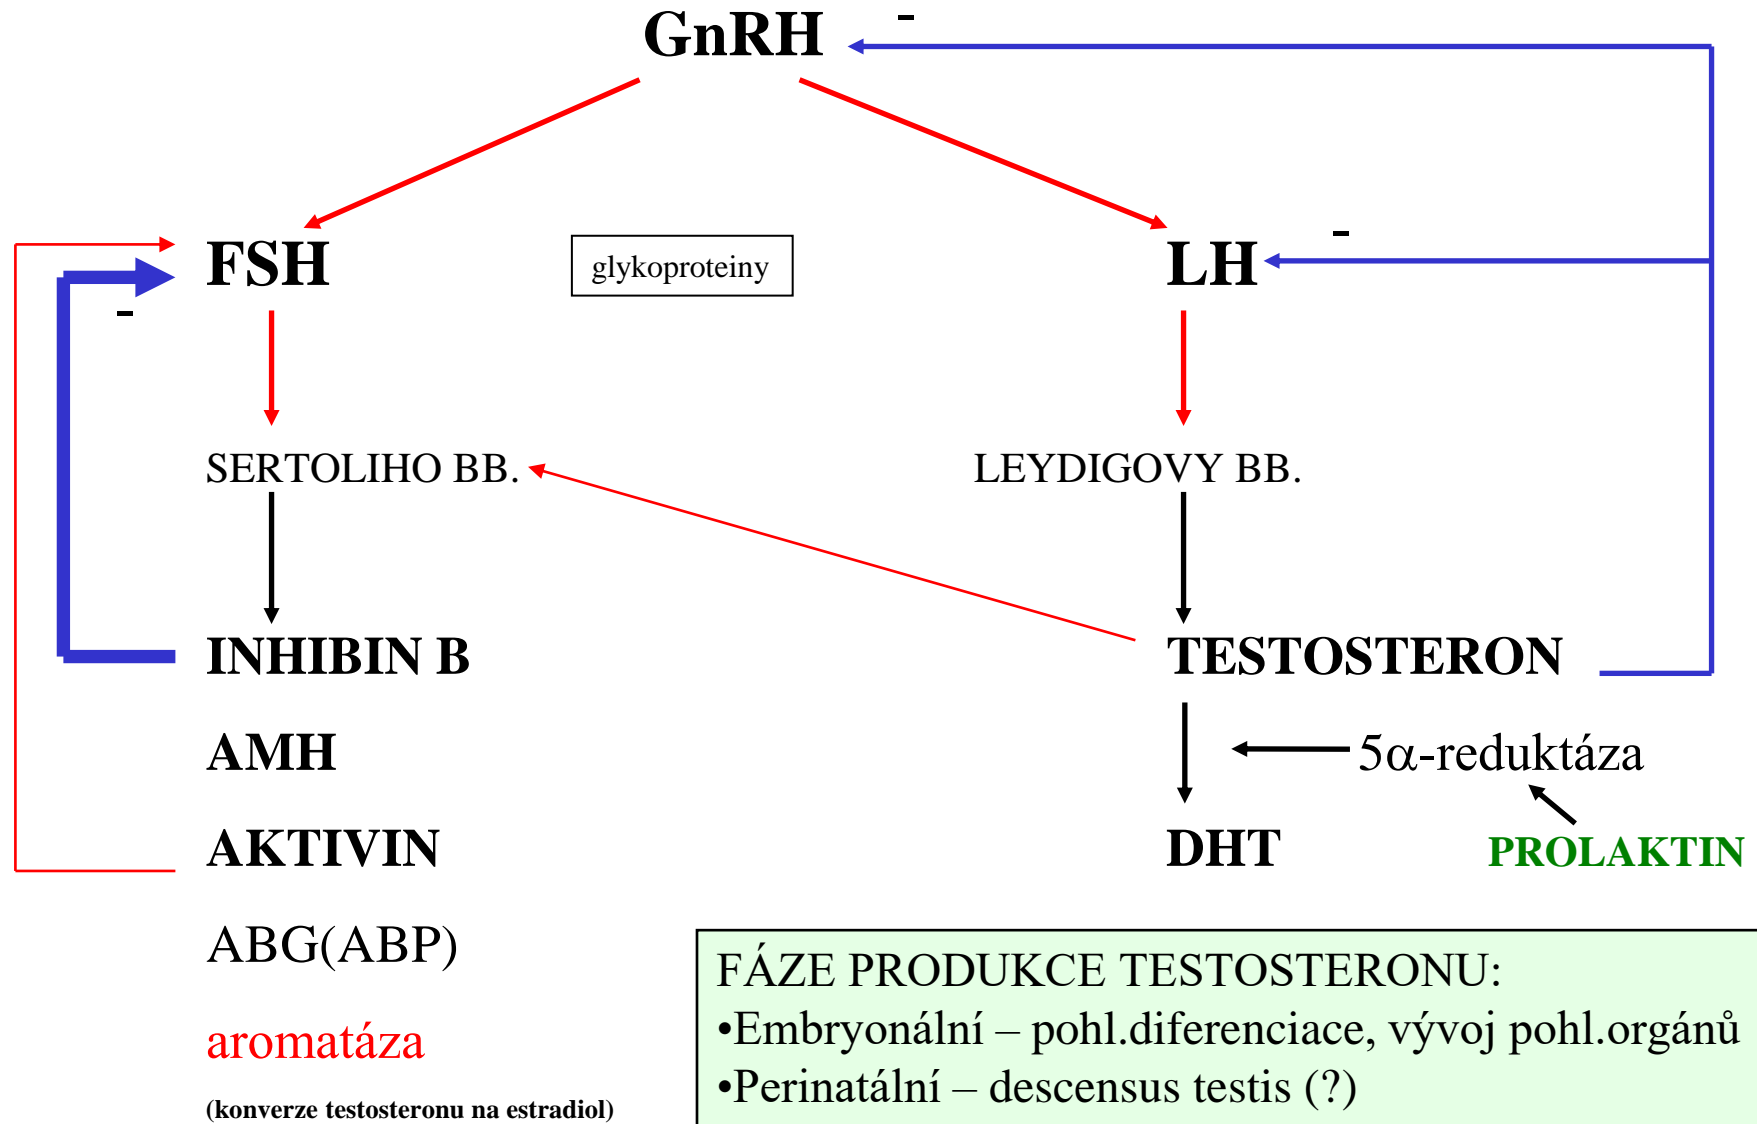 GnRH
-
FSH
glykoproteiny
LH
-
-
SERTOLIHO BB.
LEYDIGOVY BB.
INHIBIN B
TESTOSTERON
AMH
5α-reduktáza
AKTIVIN
DHT
PROLAKTIN
ABG(ABP)
aromatáza
(konverze testosteronu na estradiol)
FÁZE PRODUKCE TESTOSTERONU:
•Embryonální – pohl.diferenciace, vývoj pohl.orgánů
•Perinatální – descensus testis (?)